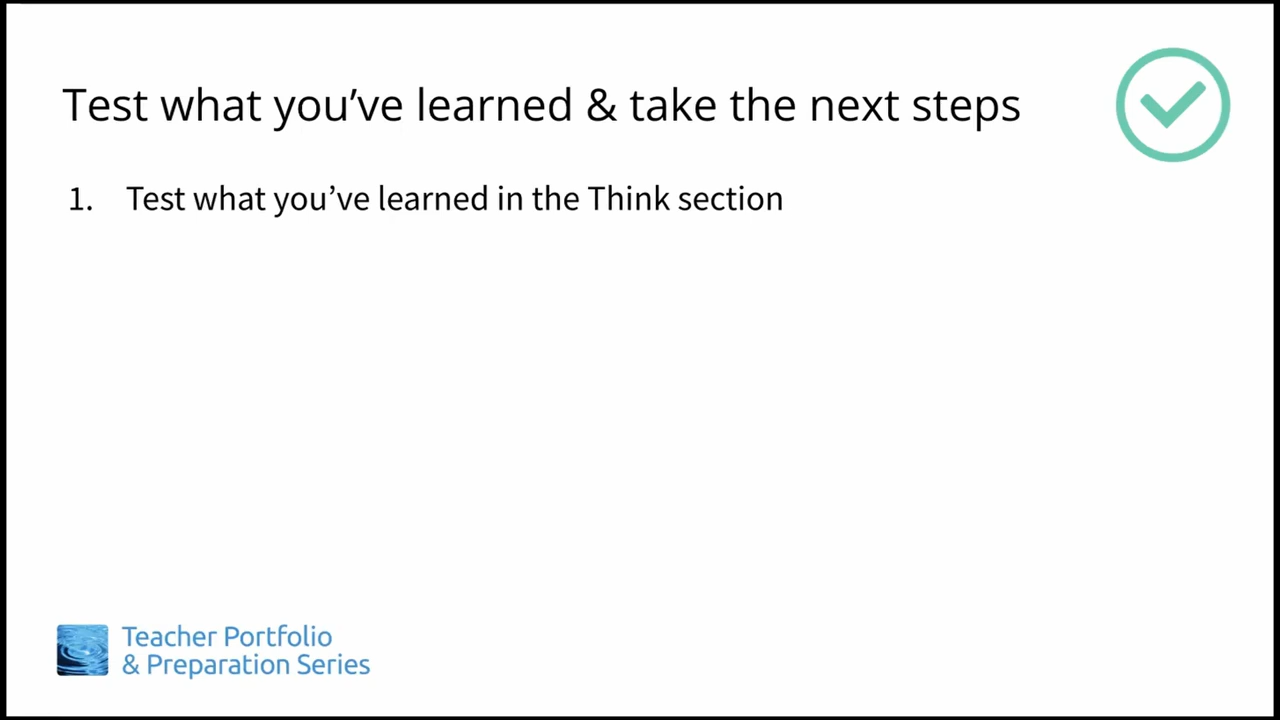 Test what you’ve learned & take the next steps
1. Test what you’ve learned in the Think section
Teacher Portfolio
& Preparation Series